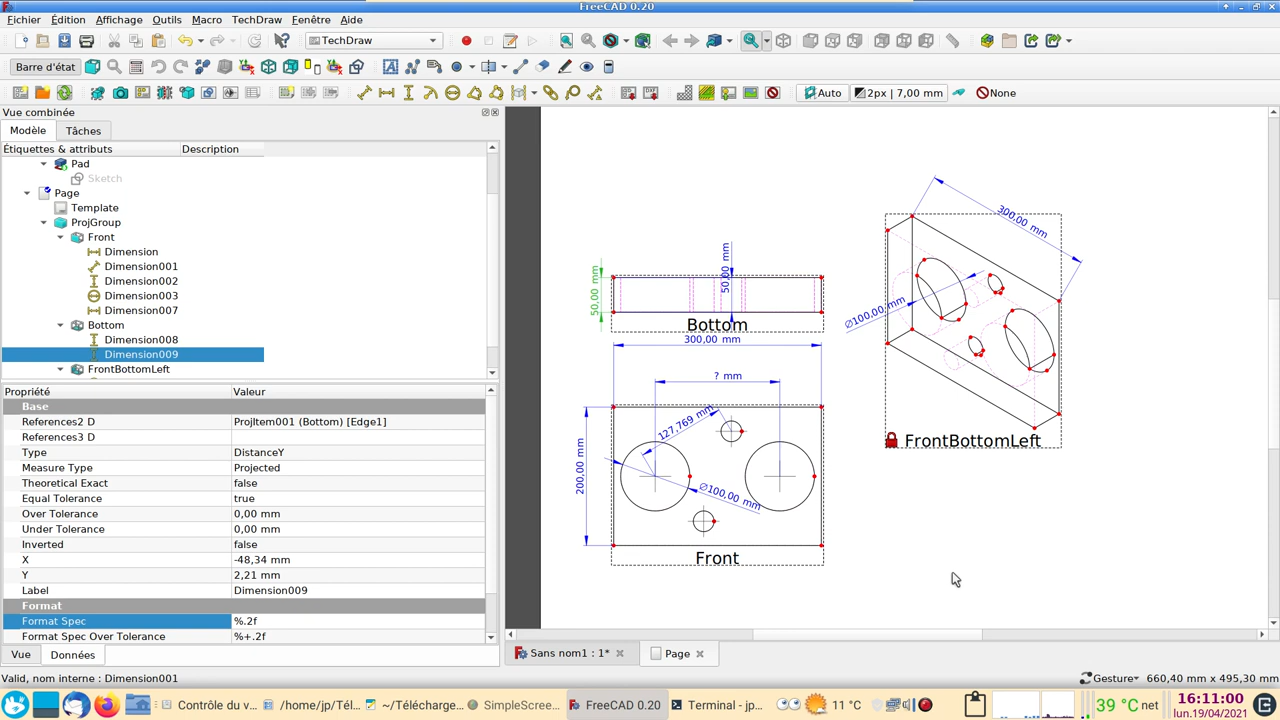 FreeCAD 0.20
Fichier Édition Affichage Outils Macro TechDraw Fenêtre Aide
TechDraw
Barre d'état
Auto 2px | 7,00 mm None
Vue combinée
Modèle Tâches
Étiquettes & attributs Description
Pad
Sketch
Page
Template
ProjGroup
Front
Dimension
Dimension001
Dimension002
Dimension003
Dimension007
Bottom
Dimension008
Dimension009
FrontBottomLeft
Propriété Valeur
Base
References2 D ProjItem001 (Bottom) [Edge1]
References3 D
Type DistanceY
Measure Type Projected
Theoretical Exact false
Equal Tolerance true
Over Tolerance 0,00 mm
Under Tolerance 0,00 mm
Inverted false
X -48,34 mm
Y 2,21 mm
Label Dimension009
Format
Format Spec %.2f
Format Spec Over Tolerance %+.2f
Vue Données
300,00 mm
50,00 mm
50,00 mm
Bottom
300,00 mm
? mm
127,769 mm
200,00 mm
∅100,00 mm
Front
∅100,00 mm
FrontBottomLeft
Sans nom1 : 1* Page
Valid, nom interne : Dimension001
Gesture 660,40 mm x 495,30 mm
Contrôle du v... /home/jp/Tél... ~/Télécharge... SimpleScree... FreeCAD 0.20 Terminal - jp... 11 °C 39 °C net
16:11:00
lun.19/04/2021